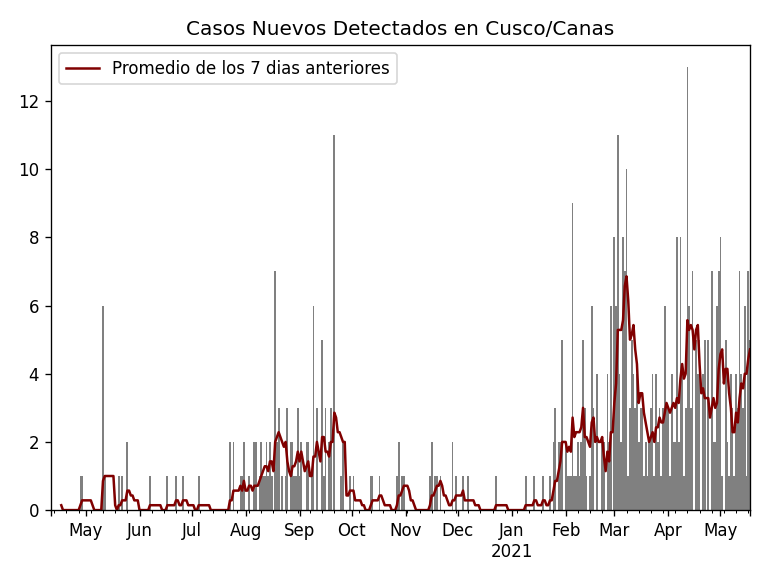 Casos Nuevos Detectados en Cusco/Canas
Promedio de los 7 dias anteriores
12
10
8
6
4
2
0
May Jun Jul Aug Sep Oct Nov Dec Jan Feb Mar Apr May
2021